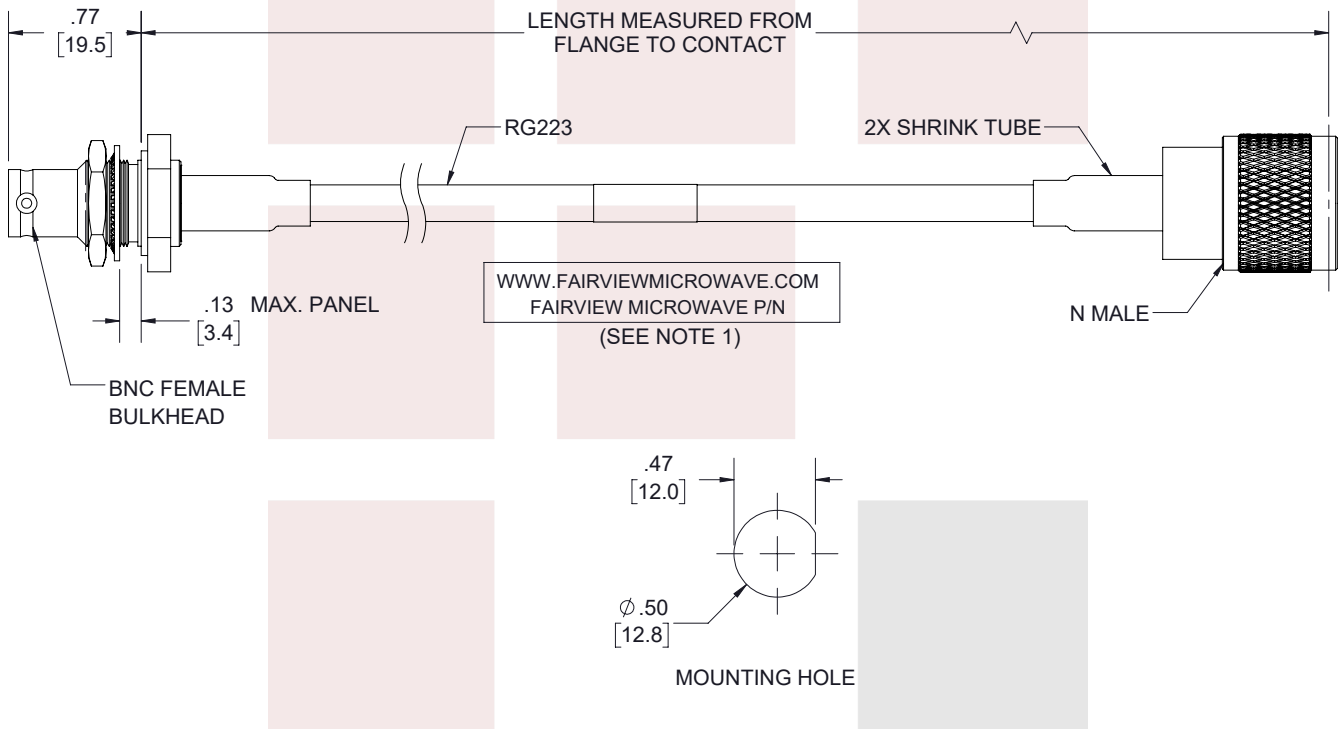 .77
[19.5]
LENGTH MEASURED FROM
FLANGE TO CONTACT
RG223
2X SHRINK TUBE
.13 MAX. PANEL
[3.4]
WWW.FAIRVIEWMICROWAVE.COM
FAIRVIEW MICROWAVE P/N
(SEE NOTE 1)
N MALE
BNC FEMALE
BULKHEAD
.47
[12.0]
∅.50
[12.8]
MOUNTING HOLE